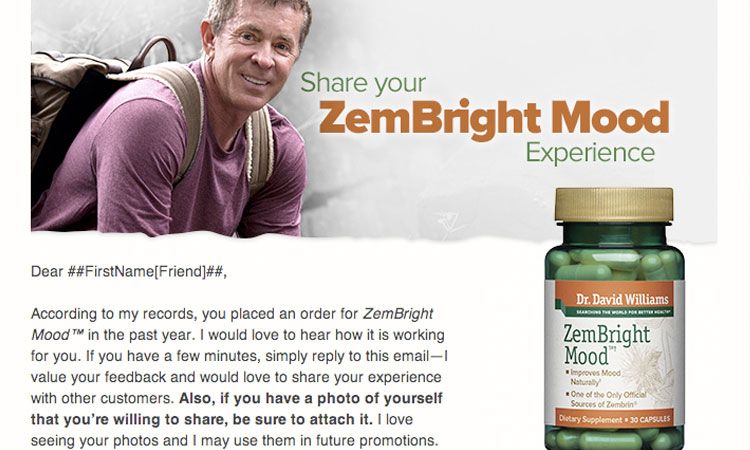 Share your
ZemBright Mood
Experience
Dear ##FirstName[Friend]##,
According to my records, you placed an order for ZemBright
Mood™ in the past year. I would love to hear how it is working
for you. If you have a few minutes, simply reply to this email—I
value your feedback and would love to share your experience
with other customers. Also, if you have a photo of yourself
that you’re willing to share, be sure to attach it. I love
seeing your photos and I may use them in future promotions.
Dr. David Williams
SEARCHING THE WORLD FOR BETTER HEALTH®
ZemBright
Mood™
■ Improves Mood
Naturally†
■ One of the Only Official
Sources of Zembrin®
Dietary Supplement ■ 30 CAPSULES